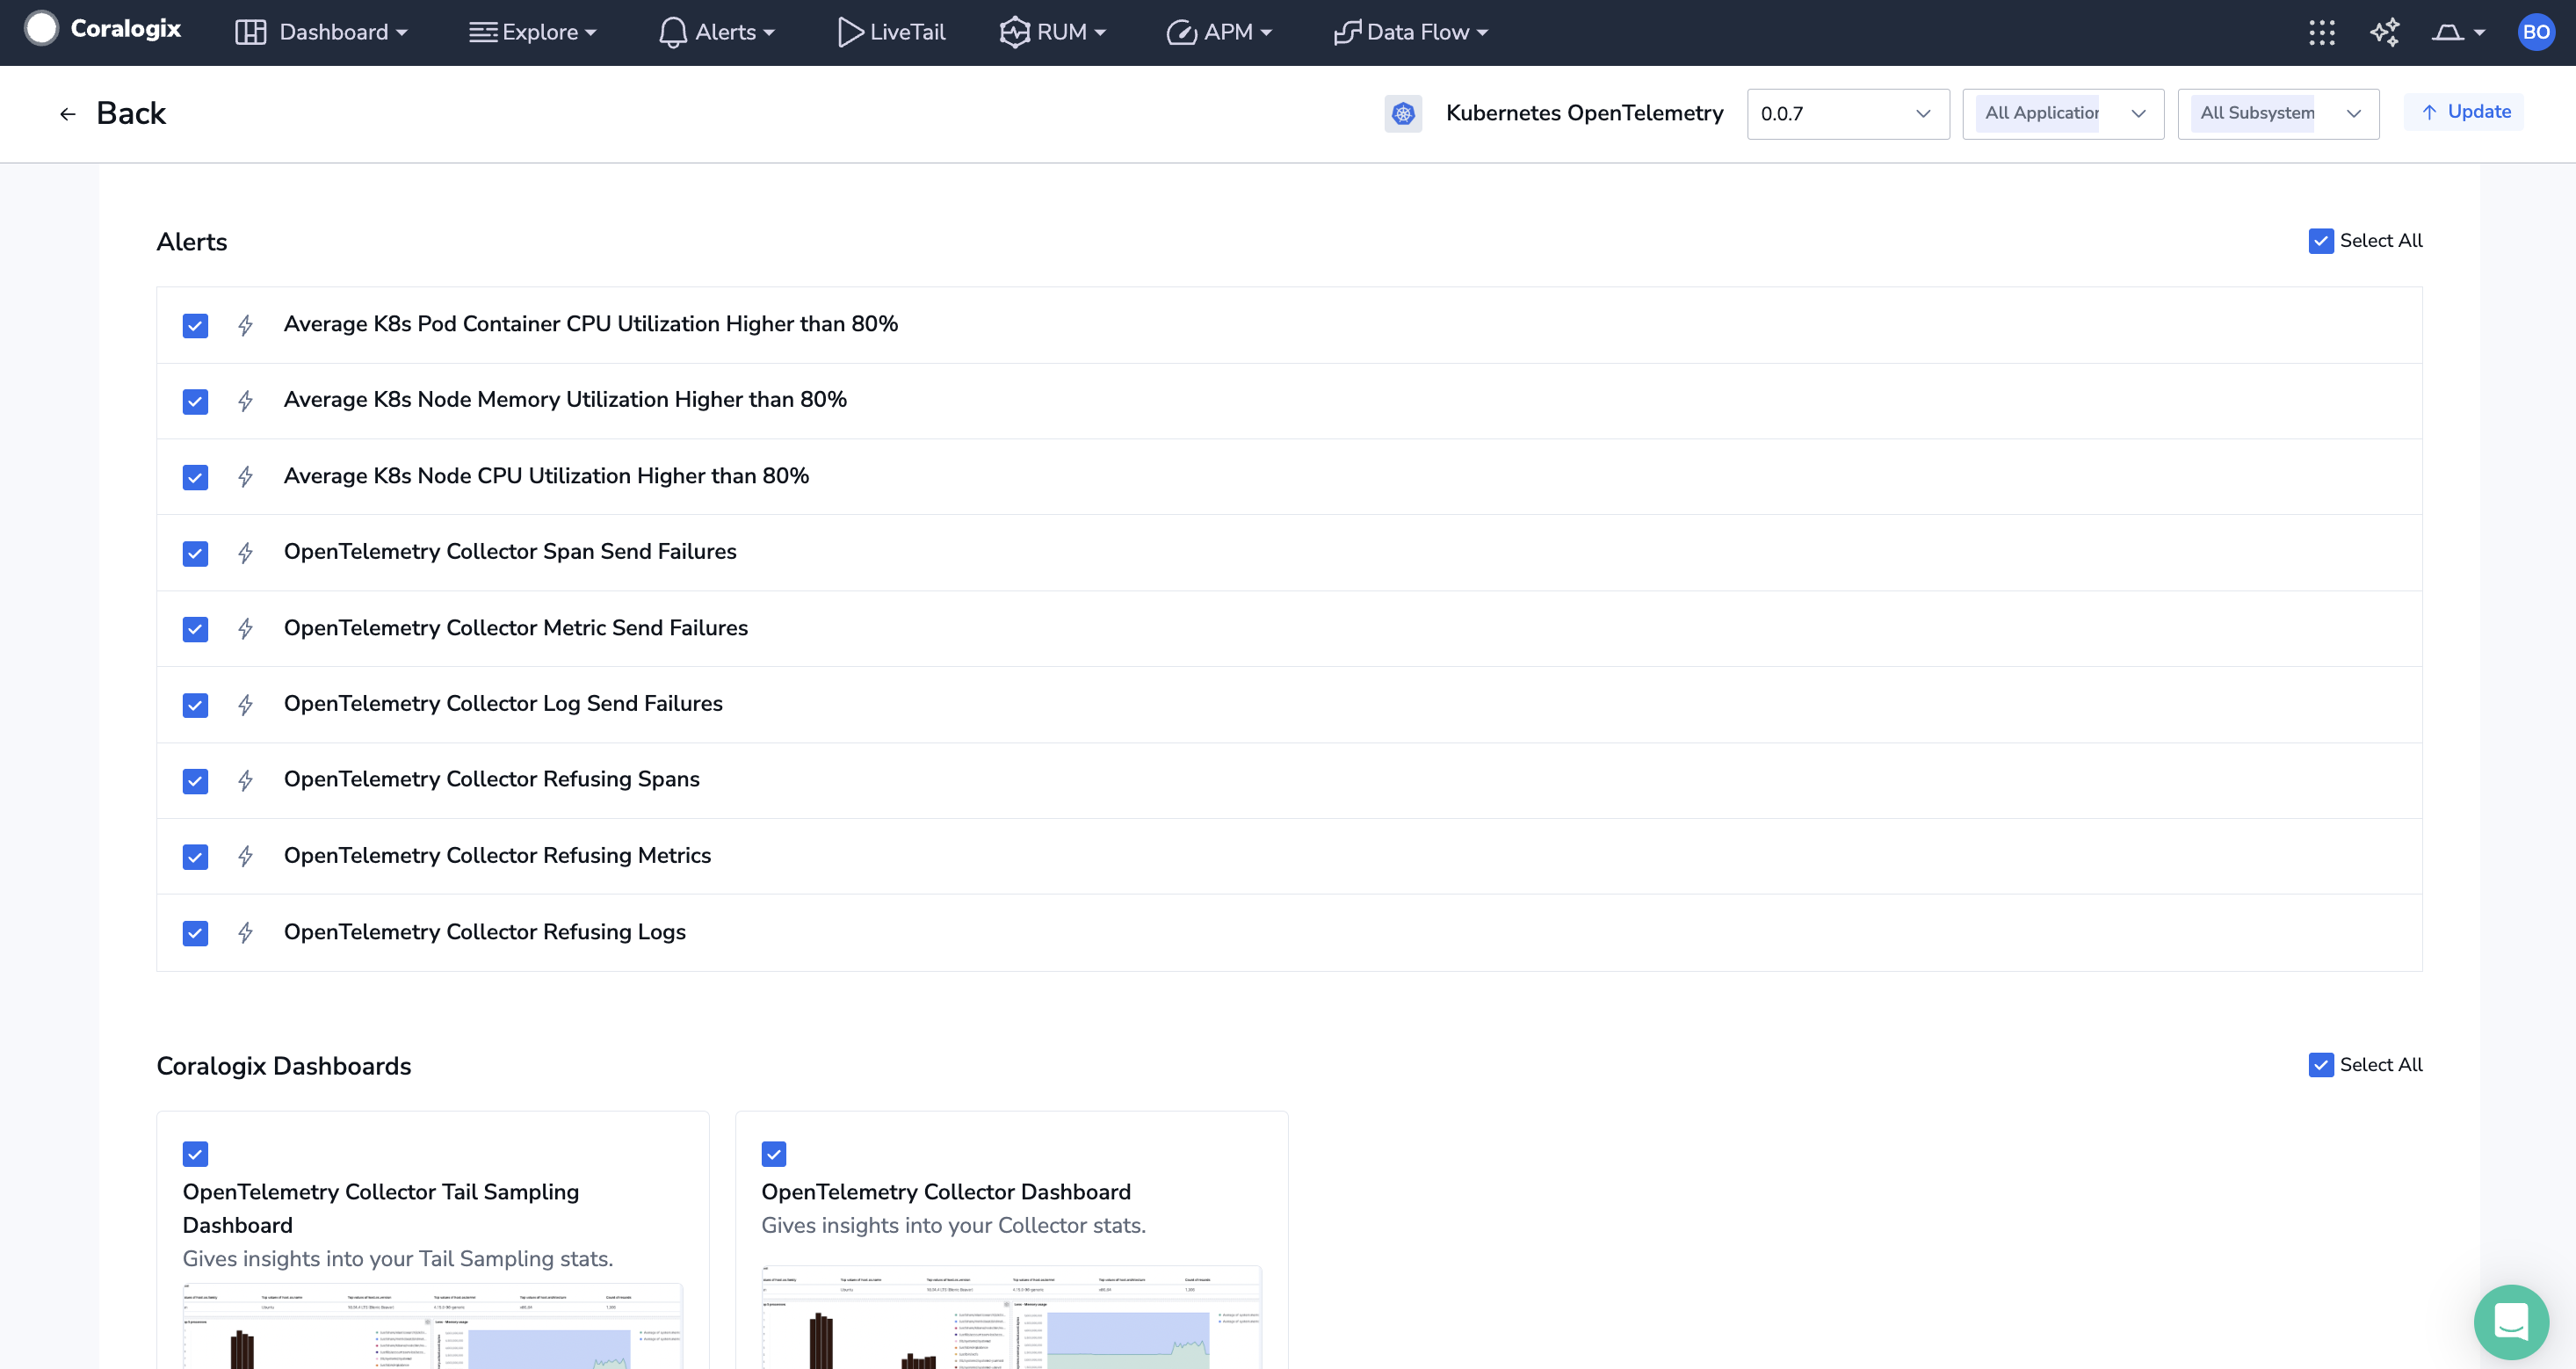 Coralogix Dashboard Explore Alerts LiveTail RUM APM Data Flow BO
Back Kubernetes OpenTelemetry 0.0.7 All Subsystem Update
Alerts Select All
Average K8s Pod Container CPU Utilization Higher than 80%
Average K8s Node Memory Utilization Higher than 80%
Average K8s Node CPU Utilization Higher than 80%
OpenTelemetry Collector Span Send Failures
OpenTelemetry Collector Metric Send Failures
OpenTelemetry Collector Log Send Failures
OpenTelemetry Collector Refusing Spans
OpenTelemetry Collector Refusing Metrics
OpenTelemetry Collector Refusing Logs
Coralogix Dashboards Select All
OpenTelemetry Collector Tail Sampling
Dashboard
Gives insights into your Tail Sampling stats.
OpenTelemetry Collector Dashboard
Gives insights into your Collector stats.